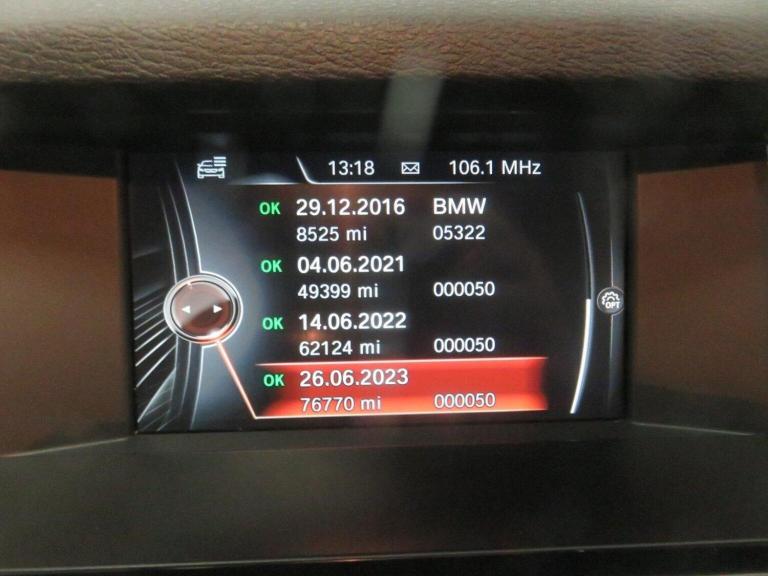 13:18 106.1 MHz
OK 29.12.2016 BMW
8525 mi 05322
OK 04.06.2021
49399 mi 000050
OK 14.06.2022
62124 mi 000050
OPT
OK 26.06.2023
76770 mi 000050